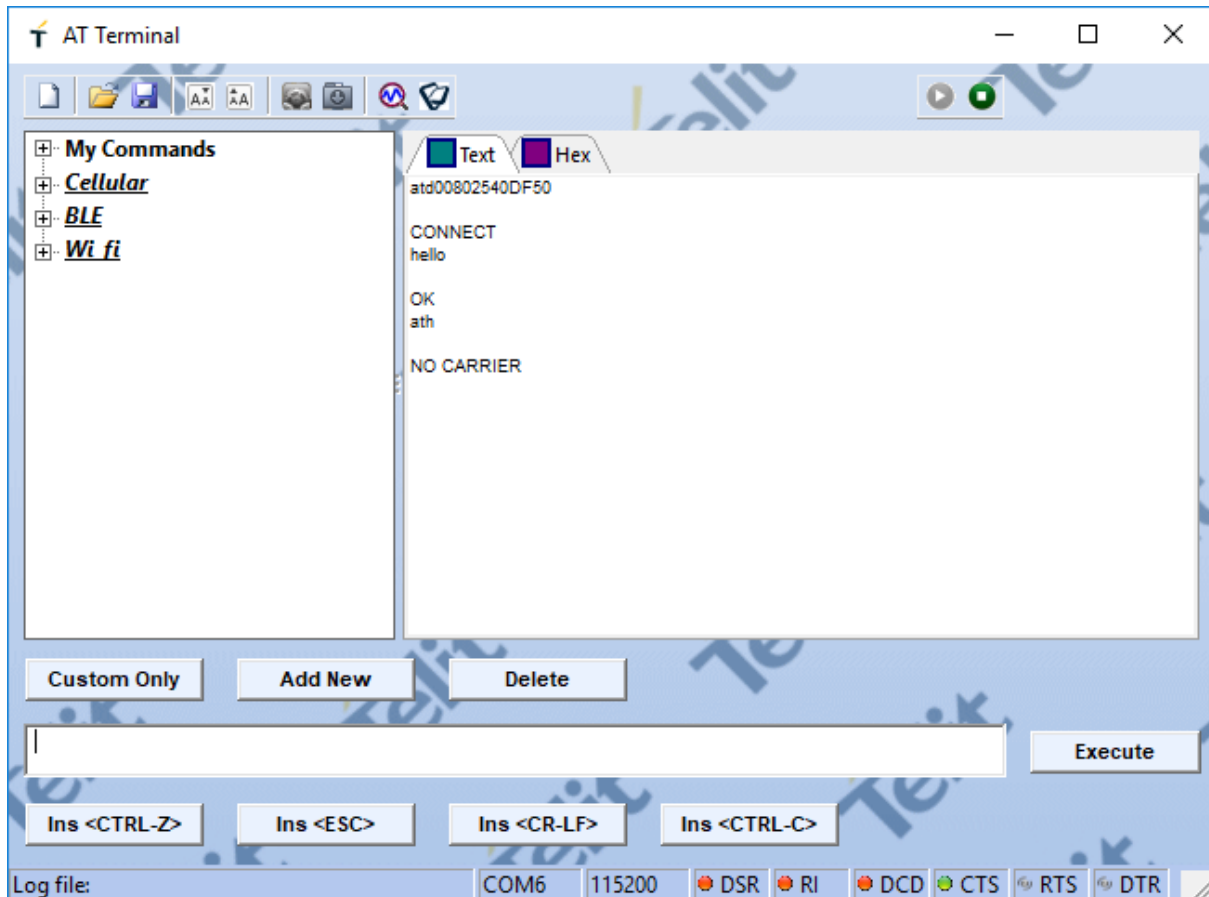 AT Terminal
My Commands
Cellular
BLE
Wi_fi
Text Hex
atd00802540DF50
CONNECT
hello
OK
ath
NO CARRIER
Custom Only Add New Delete
Execute
Ins <CTRL-Z> Ins <ESC> Ins <CR-LF> Ins <CTRL-C>
Log file: COM6 115200 DSR RI DCD CTS RTS DTR